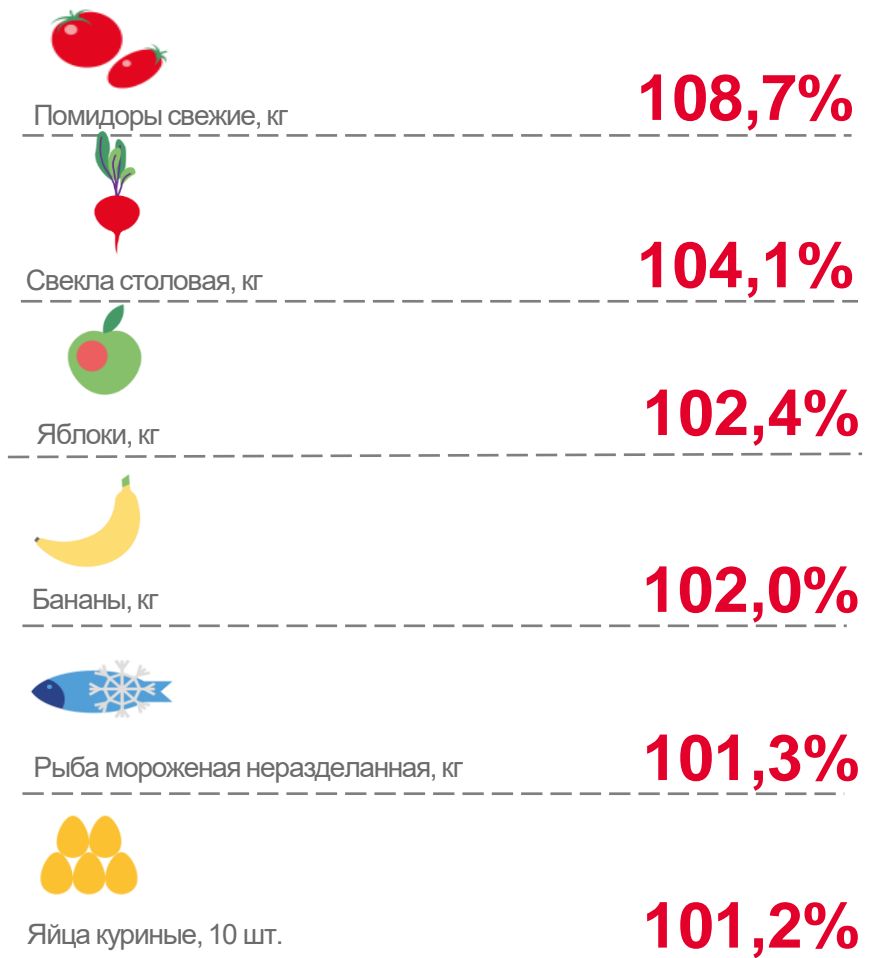 Помидоры свежие, кг
108,7%
Свекла столовая, кг
104,1%
Яблоки, кг
102,4%
Бананы, кг
102,0%
Рыба мороженая неразделанная, кг
101,3%
Яйца куриные, 10 шт.
101,2%